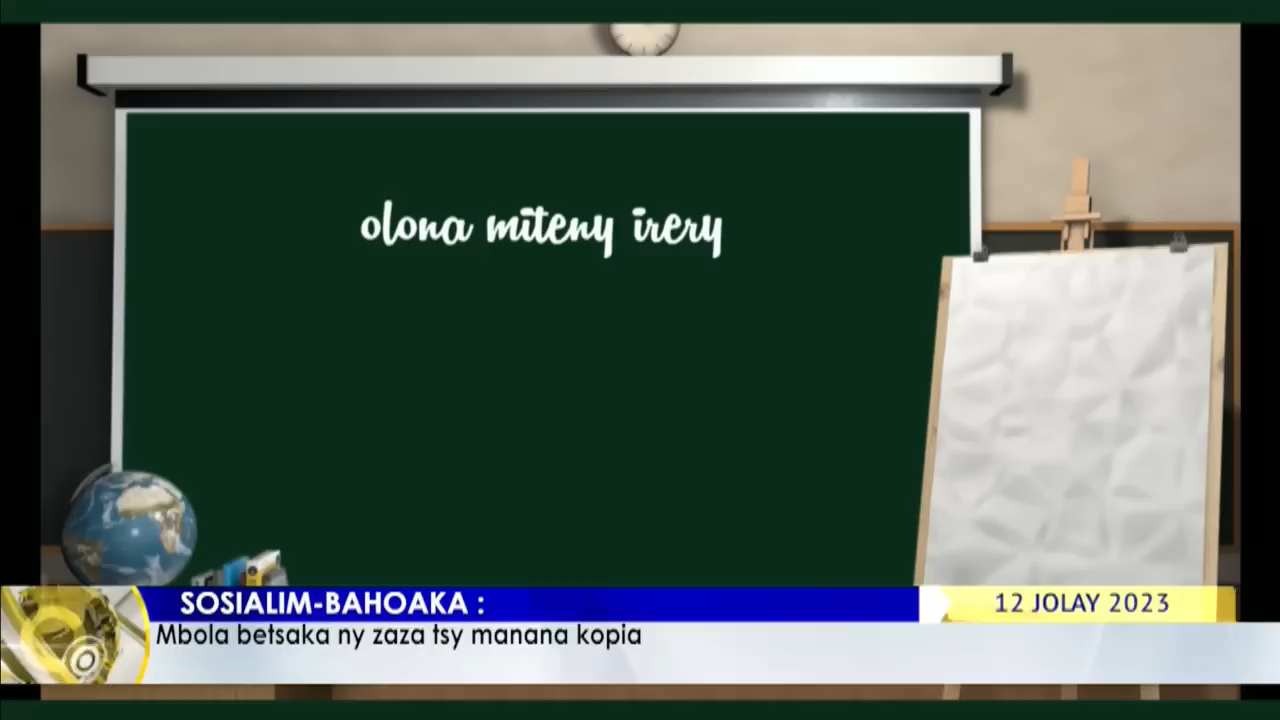 olona miteny irery
SOSIALIM-BAHOAKA :
12 JOLAY 2023
Mbola betsaka ny zaza tsy manana kopia